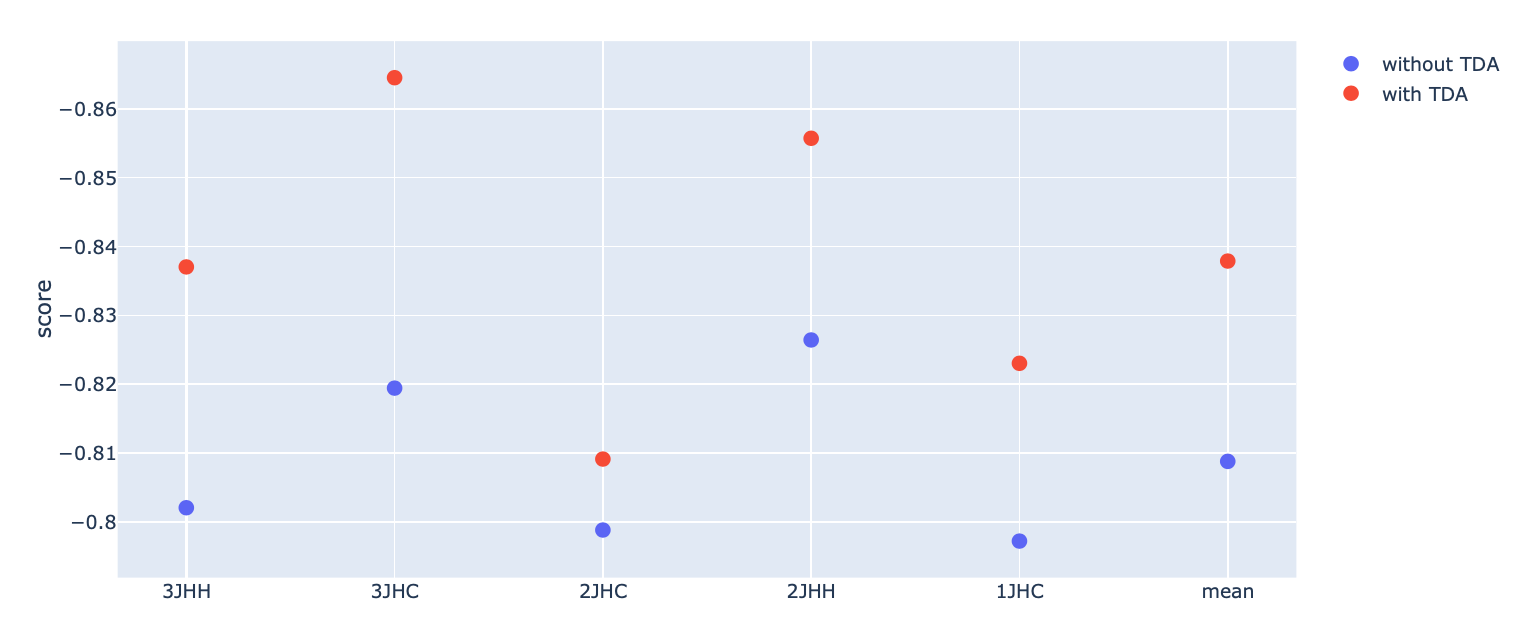 without TDA
with TDA
−0.86
−0.85
−0.84
−0.83
−0.82
−0.81
−0.8
score
3JHH
3JHC
2JHC
2JHH
1JHC
mean